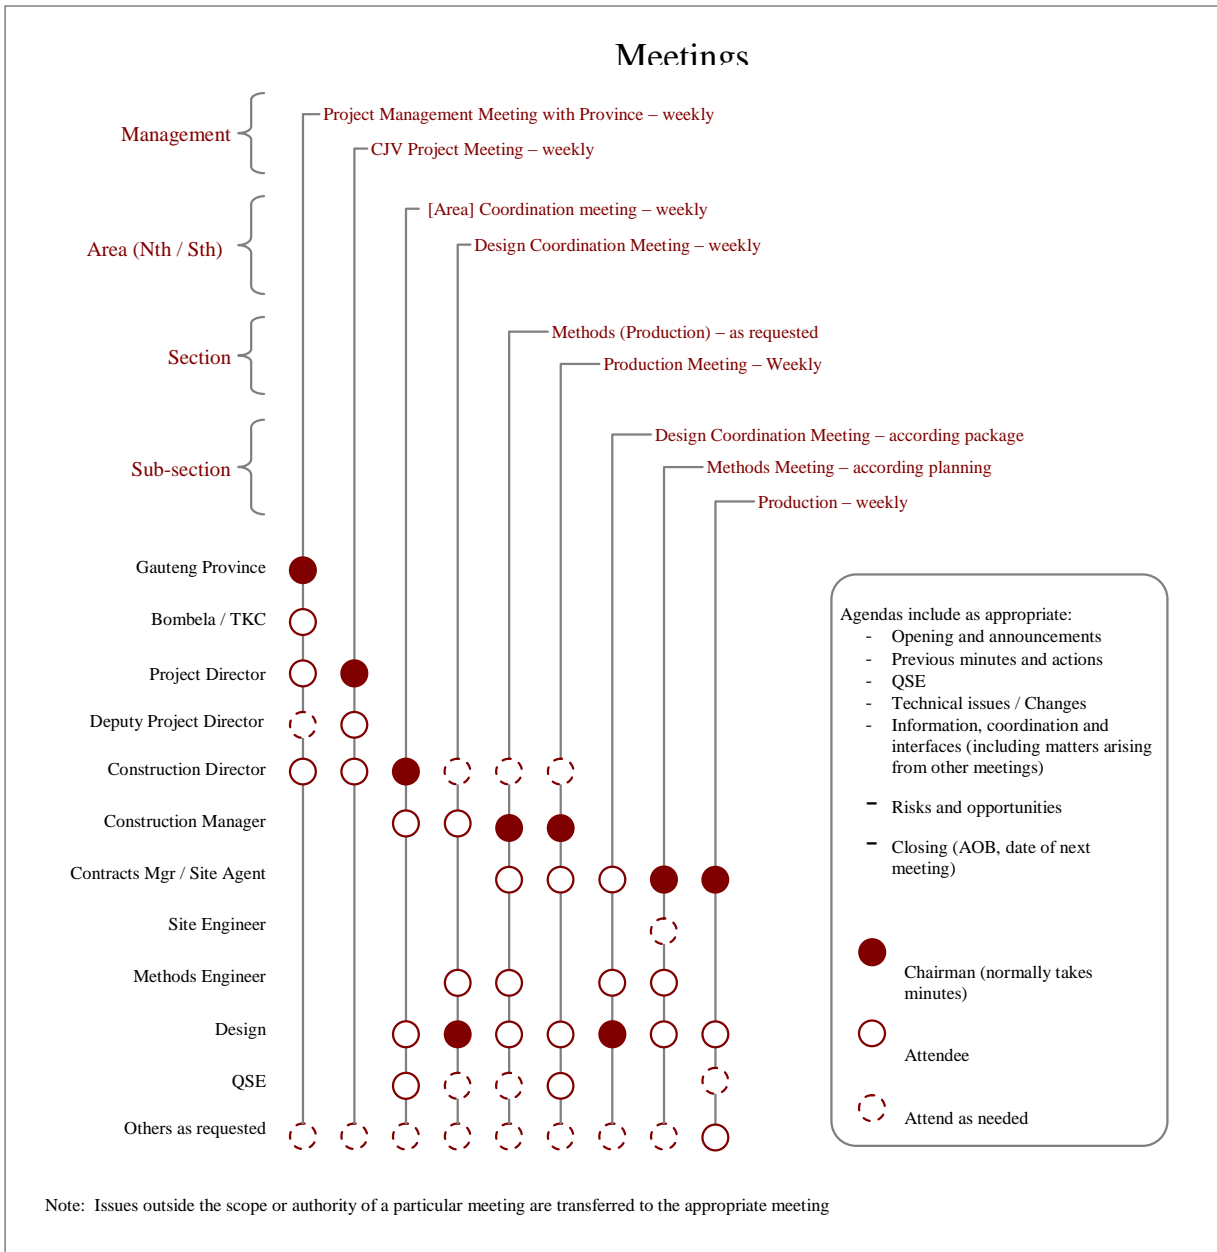 Meetings
Management
Project Management Meeting with Province – weekly
CJV Project Meeting – weekly
Area (Nth / Sth)
[Area] Coordination meeting – weekly
Design Coordination Meeting – weekly
Section
Methods (Production) – as requested
Production Meeting – Weekly
Sub-section
Design Coordination Meeting – according package
Methods Meeting – according planning
Production – weekly
Gauteng Province
Bombela / TKC
Project Director
Deputy Project Director
Construction Director
Construction Manager
Contracts Mgr / Site Agent
Site Engineer
Methods Engineer
Design
QSE
Others as requested
Agendas include as appropriate:
- Opening and announcements
- Previous minutes and actions
- QSE
- Technical issues / Changes
- Information, coordination and
interfaces (including matters arising
from other meetings)
- Risks and opportunities
- Closing (AOB, date of next
meeting)
Chairman (normally takes
minutes)
Attendee
Attend as needed
Note: Issues outside the scope or authority of a particular meeting are transferred to the appropriate meeting